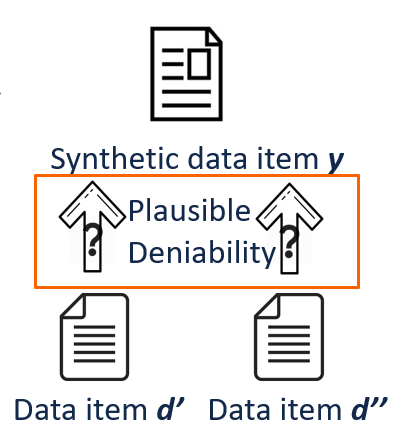 Synthetic data item y
Plausible
Deniability
? ?
Data item d′ Data item d′′